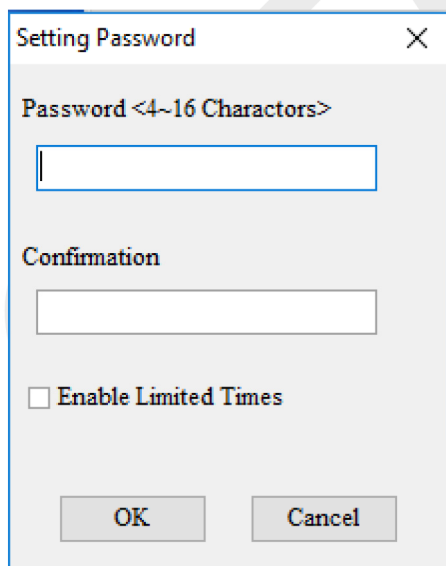 Setting Password
Password <4~16 Charactors>
Confirmation
Enable Limited Times
OK
Cancel